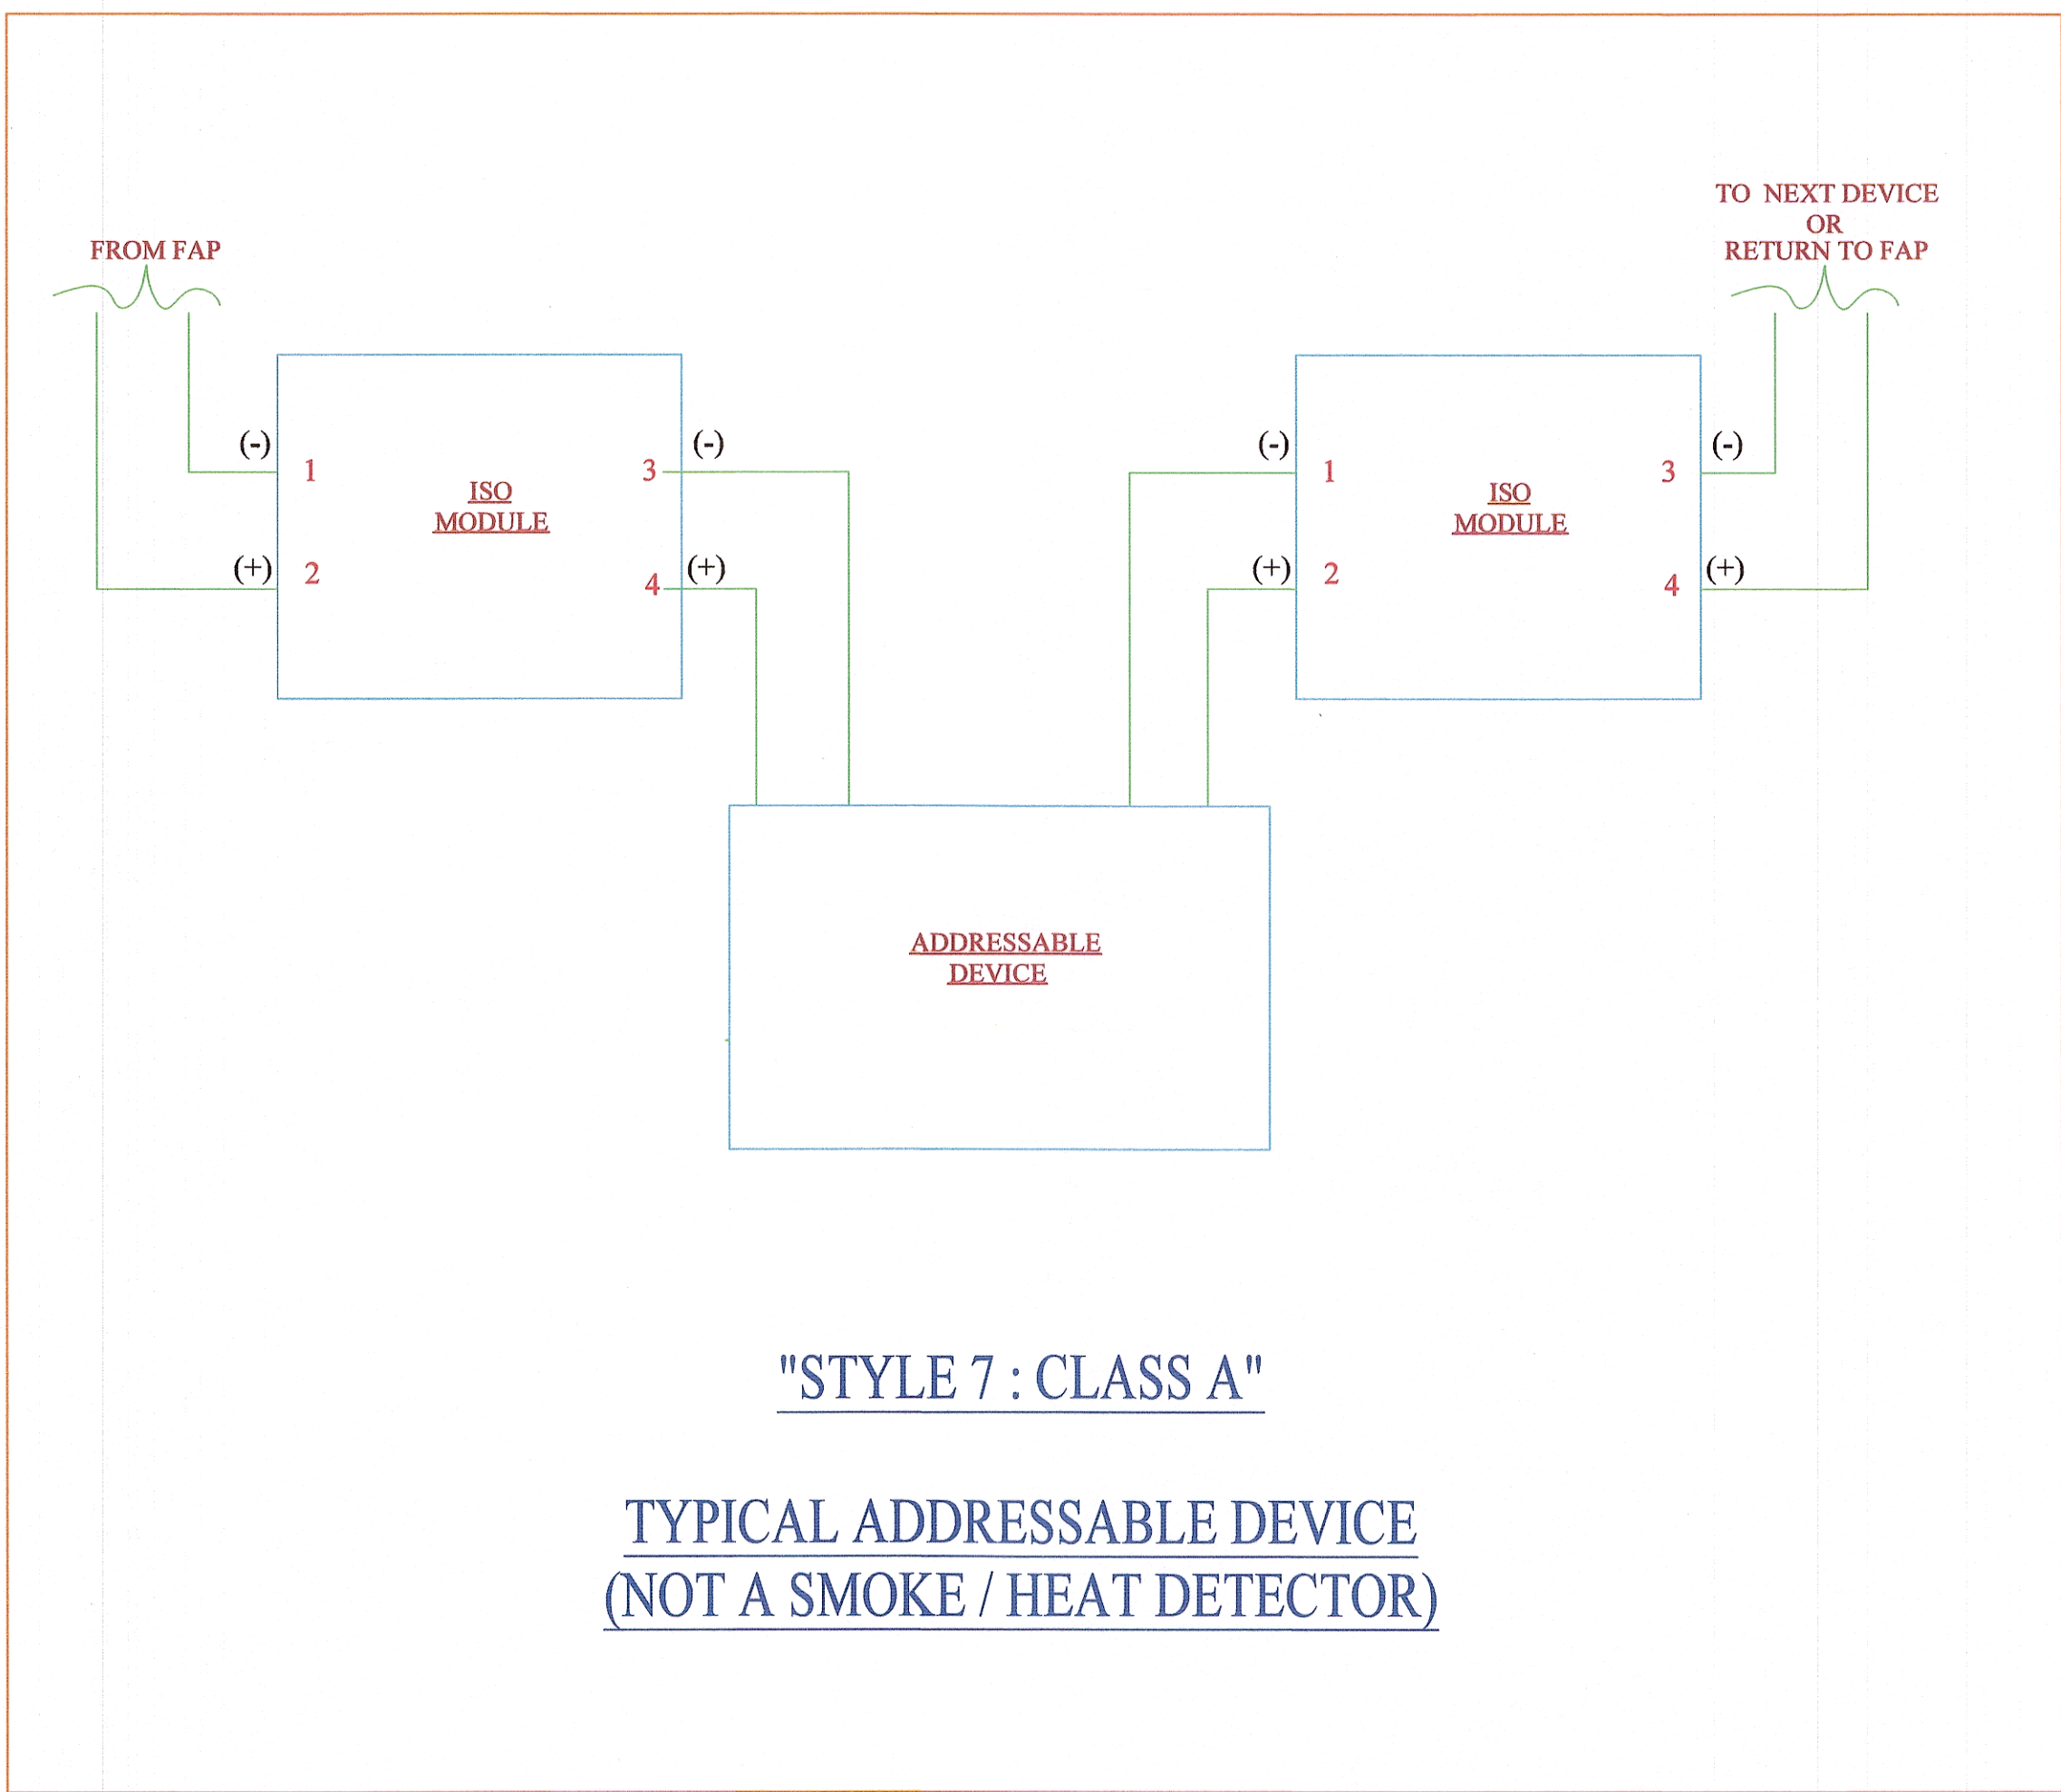 TO NEXT DEVICE
OR
RETURN TO FAP
FROM FAP
(-)
1
(+)
2
ISO
MODULE
3
(-)
4
(+)
(-)
1
(+)
2
ISO
MODULE
3
(-)
4
(+)
ADDRESSABLE
DEVICE
"STYLE 7 : CLASS A"
TYPICAL ADDRESSABLE DEVICE
(NOT A SMOKE / HEAT DETECTOR)